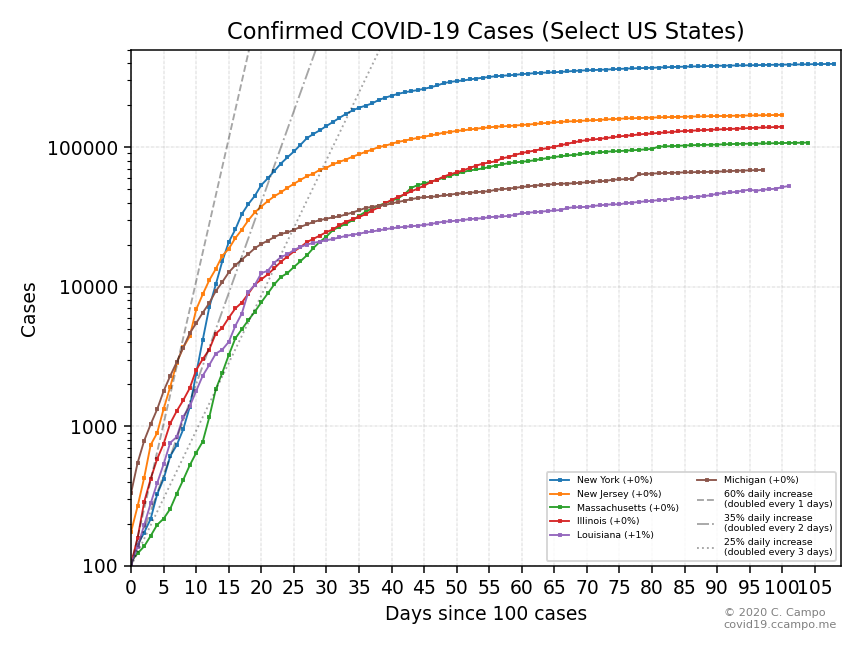 Confirmed COVID-19 Cases (Select US States)
Cases
100000
10000
1000
100
New York (+0%)
New Jersey (+0%)
Massachusetts (+0%)
Illinois (+0%)
Louisiana (+1%)
Michigan (+0%)
60% daily increase
(doubled every 1 days)
35% daily increase
(doubled every 2 days)
25% daily increase
(doubled every 3 days)
0 5 10 15 20 25 30 35 40 45 50 55 60 65 70 75 80 85 90 95 100 105
Days since 100 cases
© 2020 C. Campo
covid19.ccampo.me